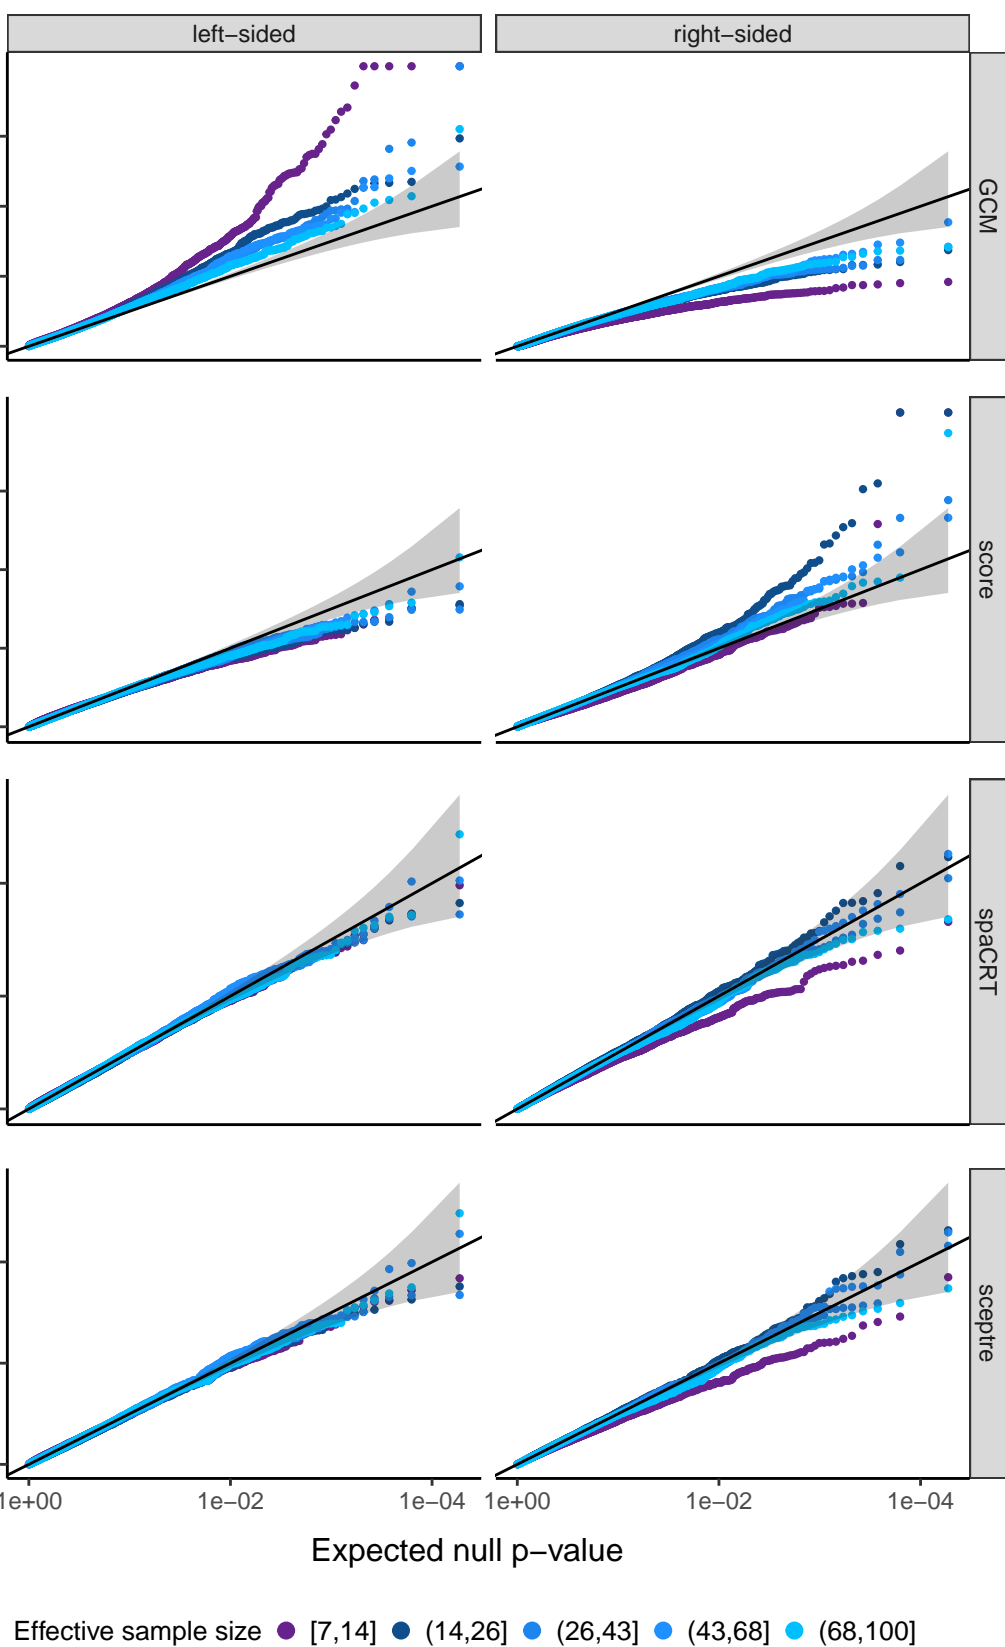 left−sided
right−sided
GCM
score
spaCRT
sceptre
1e+00
1e−02
1e−04
1e+00
1e−02
1e−04
Expected null p−value
Effective sample size [7,14] (14,26] (26,43] (43,68] (68,100]